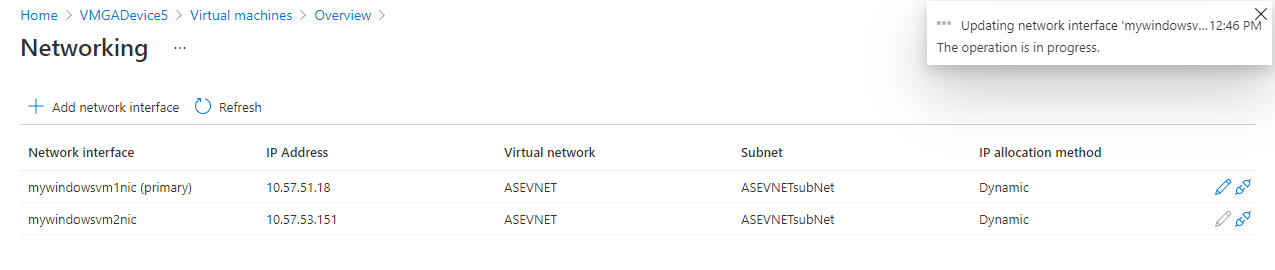 Home > VMGADevice5 > Virtual machines > Overview >
Updating network interface 'mywindowsv... 12:46 PM
The operation is in progress.
Networking ...
+ Add network interface Refresh
Network interface IP Address Virtual network Subnet IP allocation method
mywindowsvm1nic (primary) 10.57.51.18 ASEVNET ASEVNETsubNet Dynamic
mywindowsvm2nic 10.57.53.151 ASEVNET ASEVNETsubNet Dynamic